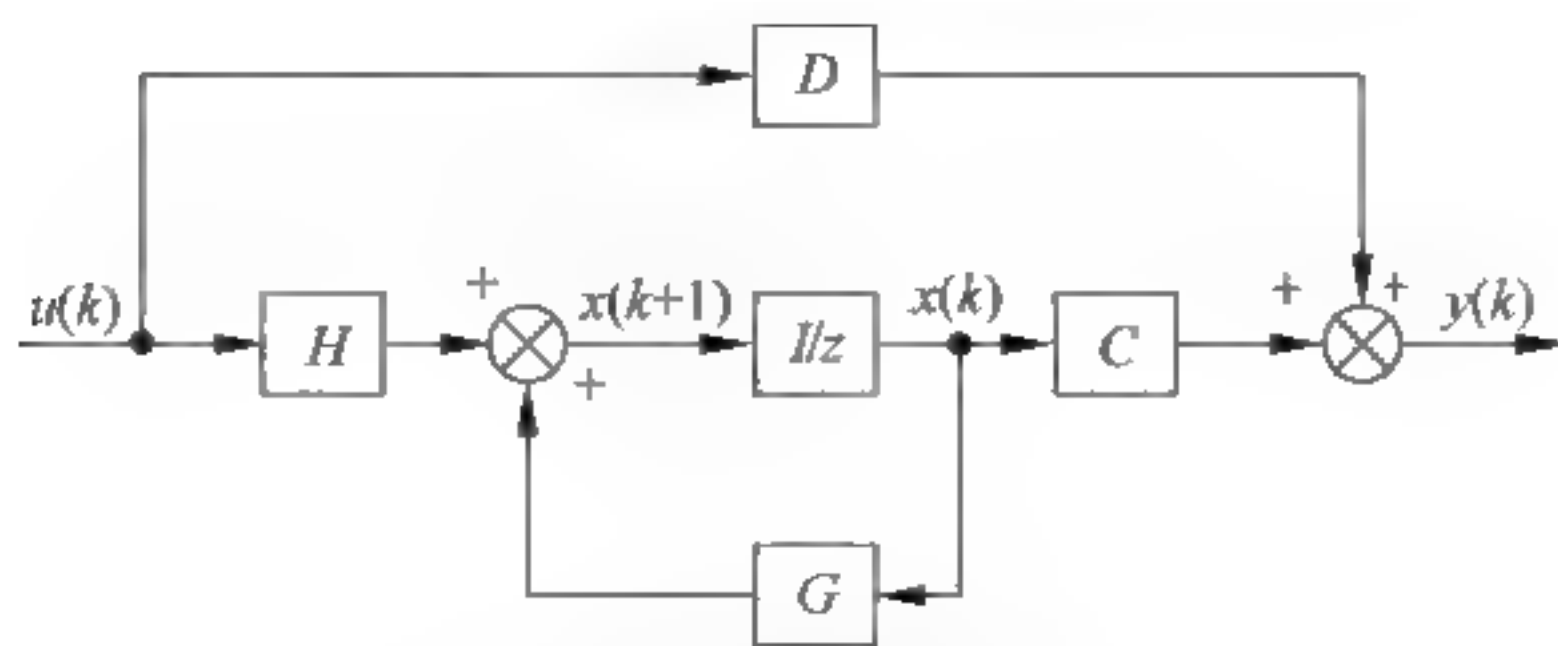 D
u(k)
H
+
+
x(k+1)
I/z
x(k)
C
+
+
y(k)
G